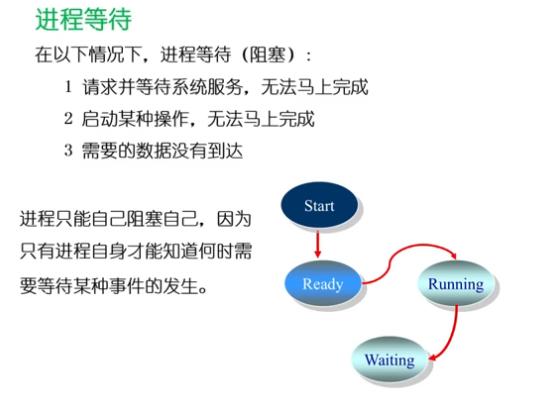 进程等待
在以下情况下，进程等待（阻塞）:
1 请求并等待系统服务，无法马上完成
2 启动某种操作，无法马上完成
3 需要的数据没有到达
进程只能自己阻塞自己，因为
只有进程自身才能知道何时需
要等待某种事件的发生。
Start
Ready
Running
Waiting